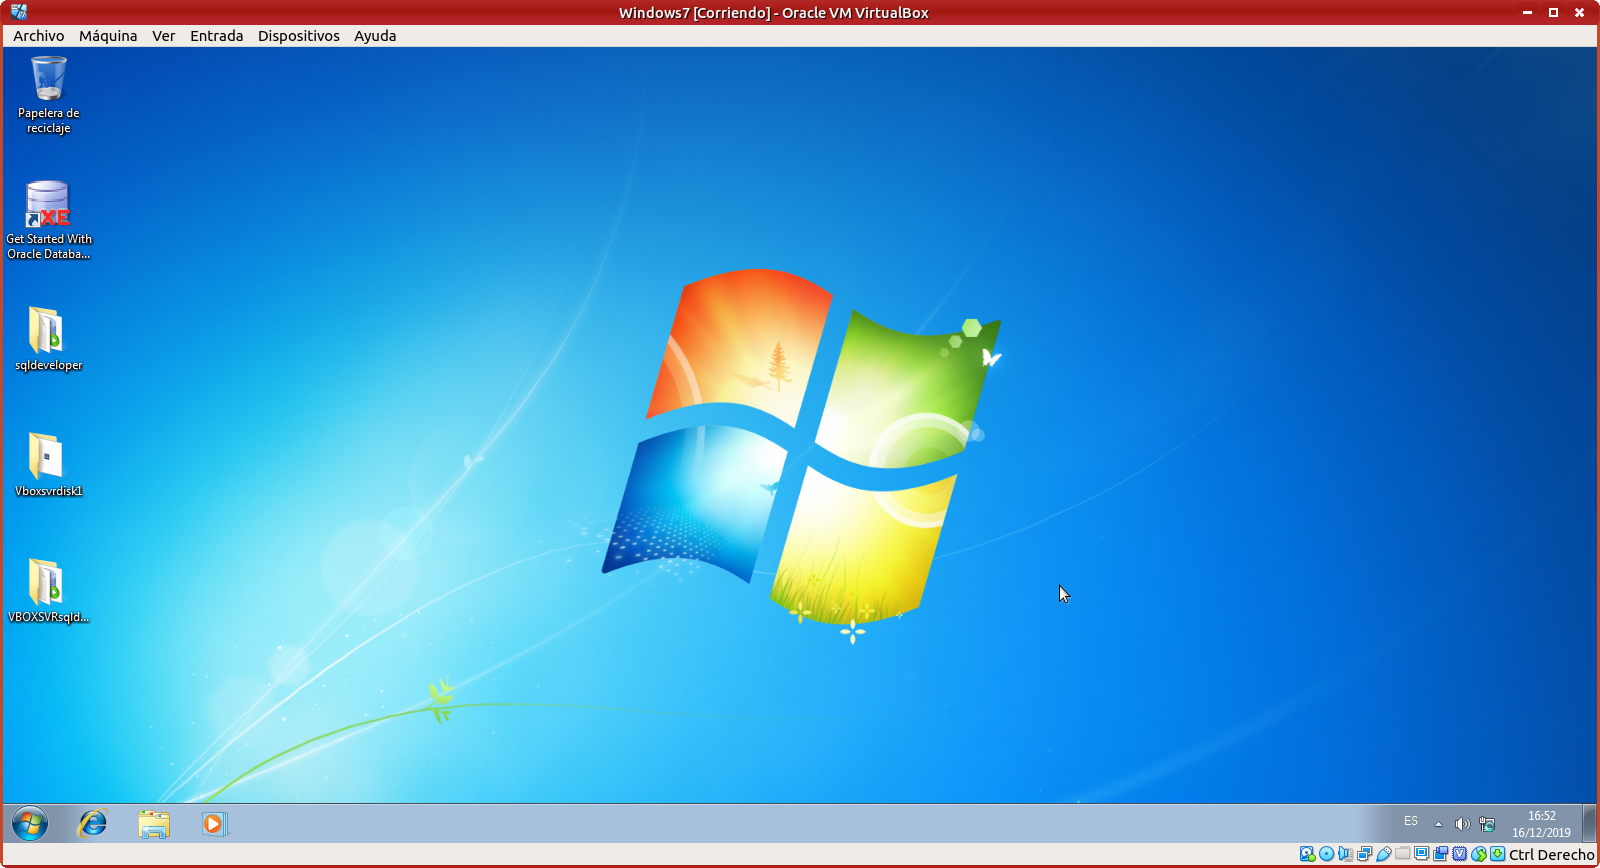 Windows7 [Corriendo] - Oracle VM VirtualBox
Archivo Máquina Ver Entrada Dispositivos Ayuda
Papelera de
reciclaje
XE
Get Started With
Oracle Databa...
sqldeveloper
Vboxsvrdisk1
VBOXSVRsqld...
ES
16:52
16/12/2019
Ctrl Derecho